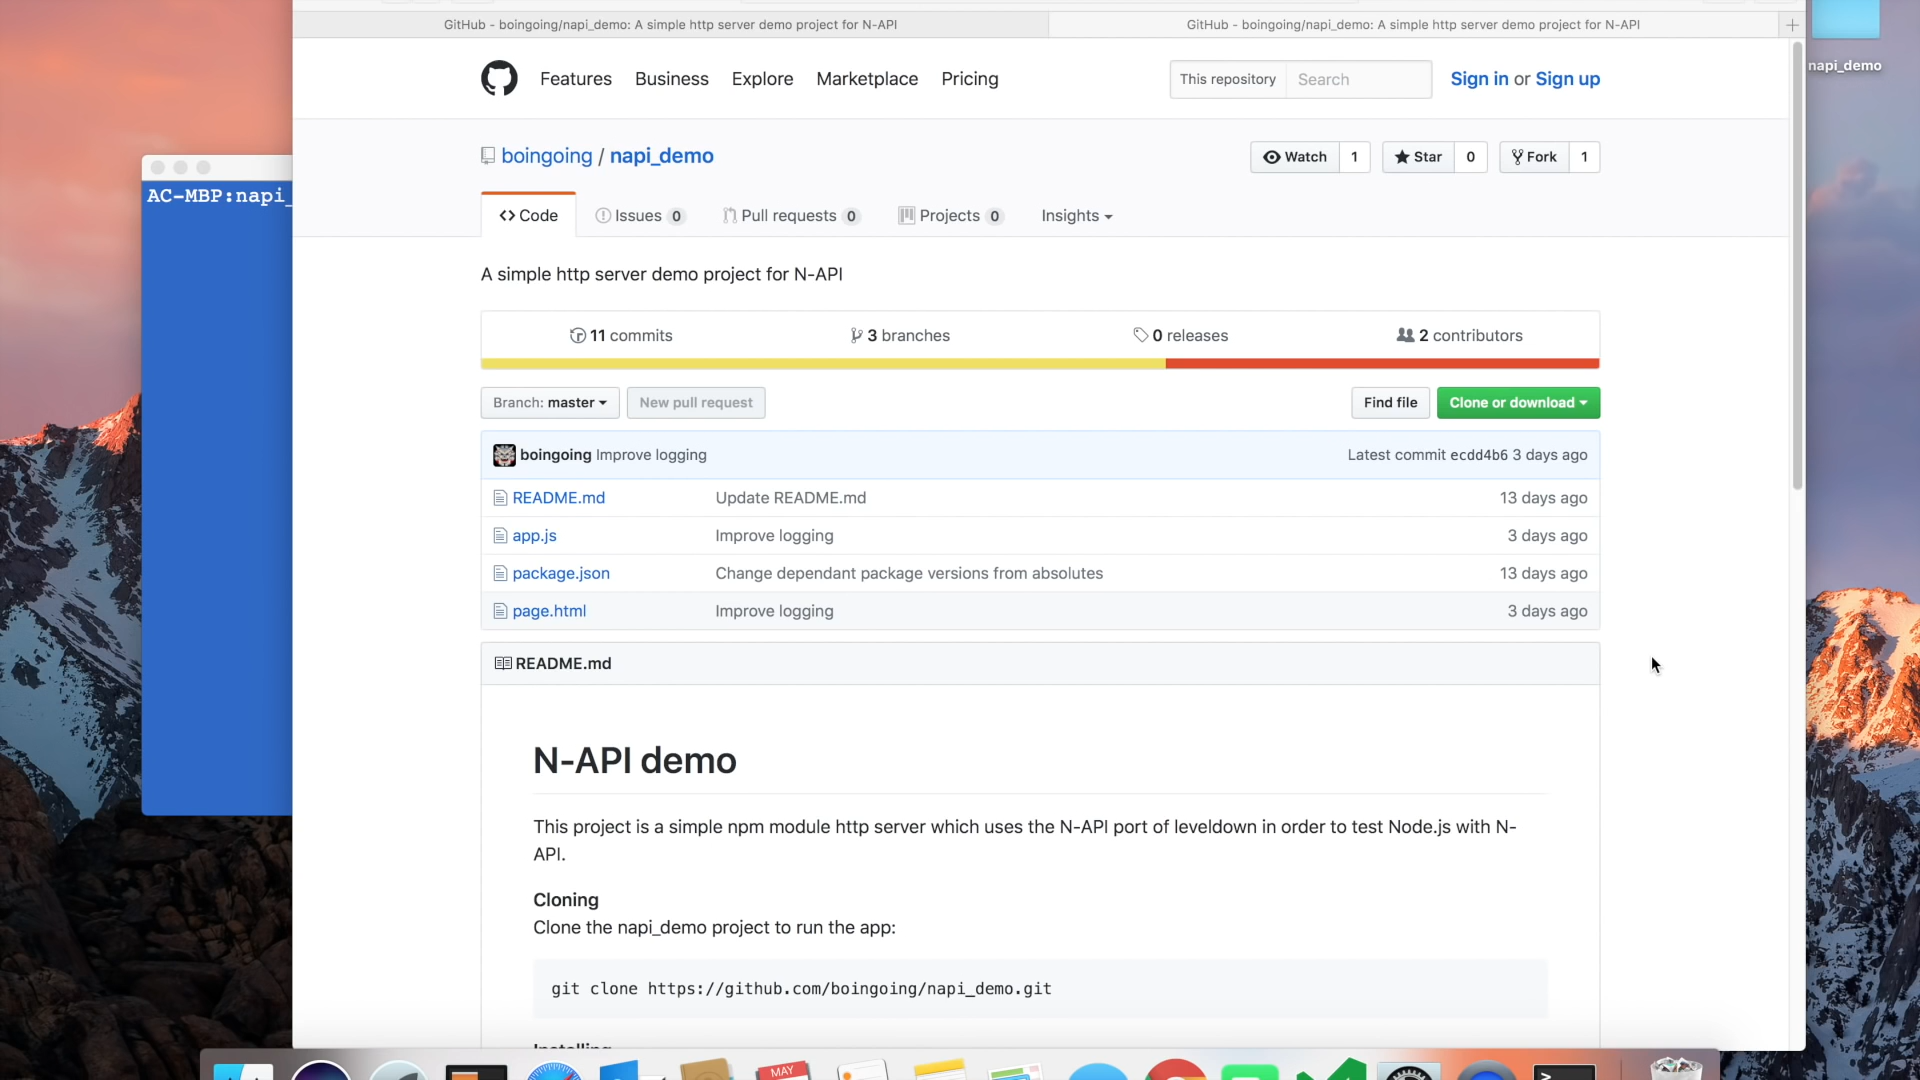 GitHub - boingoing/napi_demo: A simple http server demo project for N-API
GitHub - boingoing/napi_demo: A simple http server demo project for N-API
+
napi_demo
Features Business Explore Marketplace Pricing
This repository Search
Sign in or Sign up
AC-MBP:napi_
boingoing / napi_demo
Watch 1
Star 0
Fork 1
<> Code
Issues 0
Pull requests 0
Projects 0
Insights
A simple http server demo project for N-API
11 commits
3 branches
0 releases
2 contributors
Branch: master
New pull request
Find file
Clone or download
boingoing Improve logging
Latest commit ecdd4b6 3 days ago
README.md Update README.md 13 days ago
app.js Improve logging 3 days ago
package.json Change dependant package versions from absolutes 13 days ago
page.html Improve logging 3 days ago
README.md
N-API demo
This project is a simple npm module http server which uses the N-API port of leveldown in order to test Node.js with N-
API.
Cloning
Clone the napi_demo project to run the app:
git clone https://github.com/boingoing/napi_demo.git
Installing
MAY